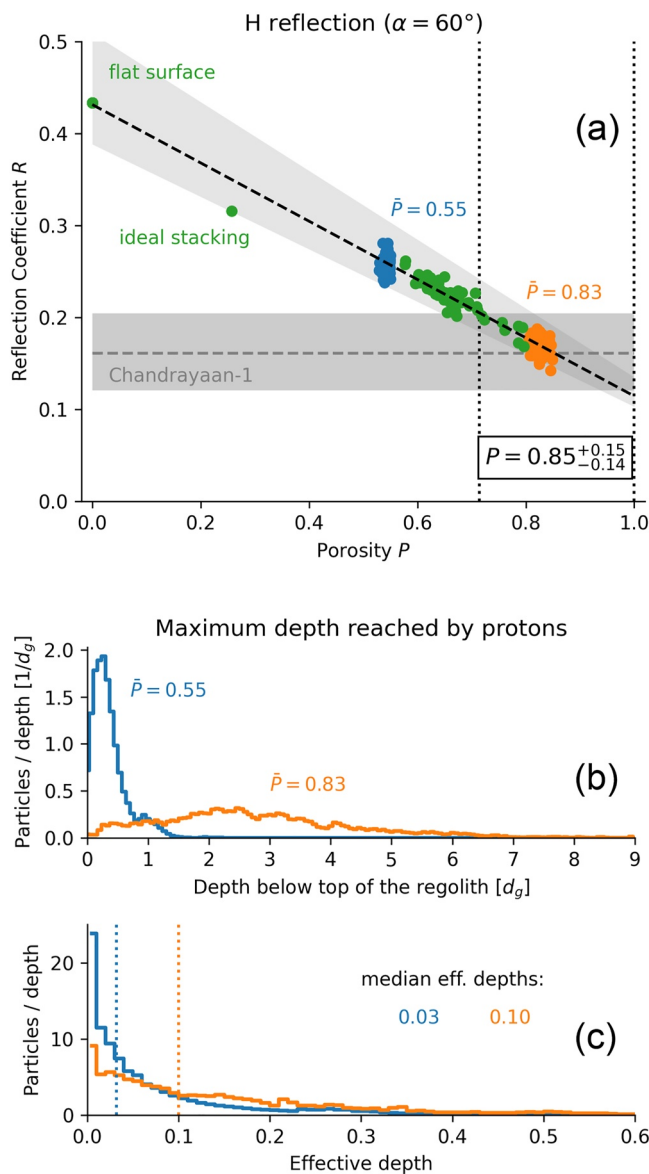 H reflection (α = 60°)
0.5
0.4
0.3
0.2
0.1
0.0
Reflection Coefficient R
flat surface
(a)
P̄ = 0.55
ideal stacking
P̄ = 0.83
Chandrayaan-1
P = 0.85 +0.15 −0.14
0.0 0.2 0.4 0.6 0.8 1.0
Porosity P
Maximum depth reached by protons
2.0
1.5
1.0
0.5
0.0
Particles / depth [1/d_g]
P̄ = 0.55
P̄ = 0.83
(b)
0 1 2 3 4 5 6 7 8 9
Depth below top of the regolith [d_g]
20
10
0
Particles / depth
median eff. depths:
0.03 0.10
(c)
0.0 0.1 0.2 0.3 0.4 0.5 0.6
Effective depth